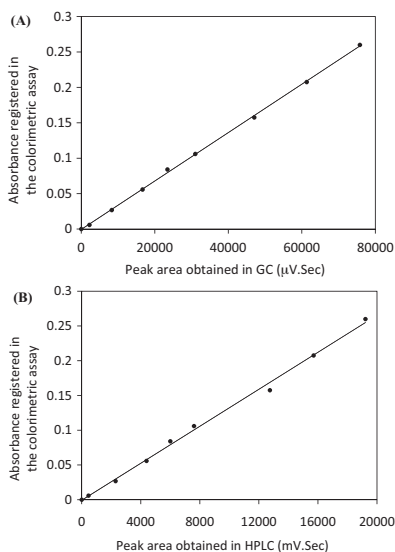 (A)
0.3
0.25
0.2
0.15
0.1
0.05
0
Absorbance registered in
the colorimetric assay
0 20000 40000 60000 80000
Peak area obtained in GC (µV.Sec)
(B)
0.3
0.25
0.2
0.15
0.1
0.05
0
Absorbance registered in
the colorimetric assay
0 4000 8000 12000 16000 20000
Peak area obtained in HPLC (mV.Sec)